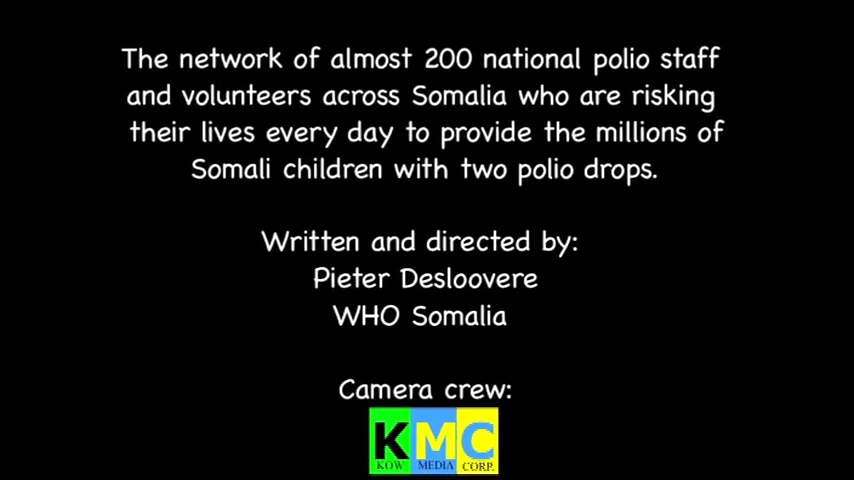 The network of almost 200 national polio staff
and volunteers across Somalia who are risking
their lives every day to provide the millions of
Somali children with two polio drops.
Written and directed by:
Pieter Desloovere
WHO Somalia
Camera crew:
KMC
KOW MEDIA CORP.